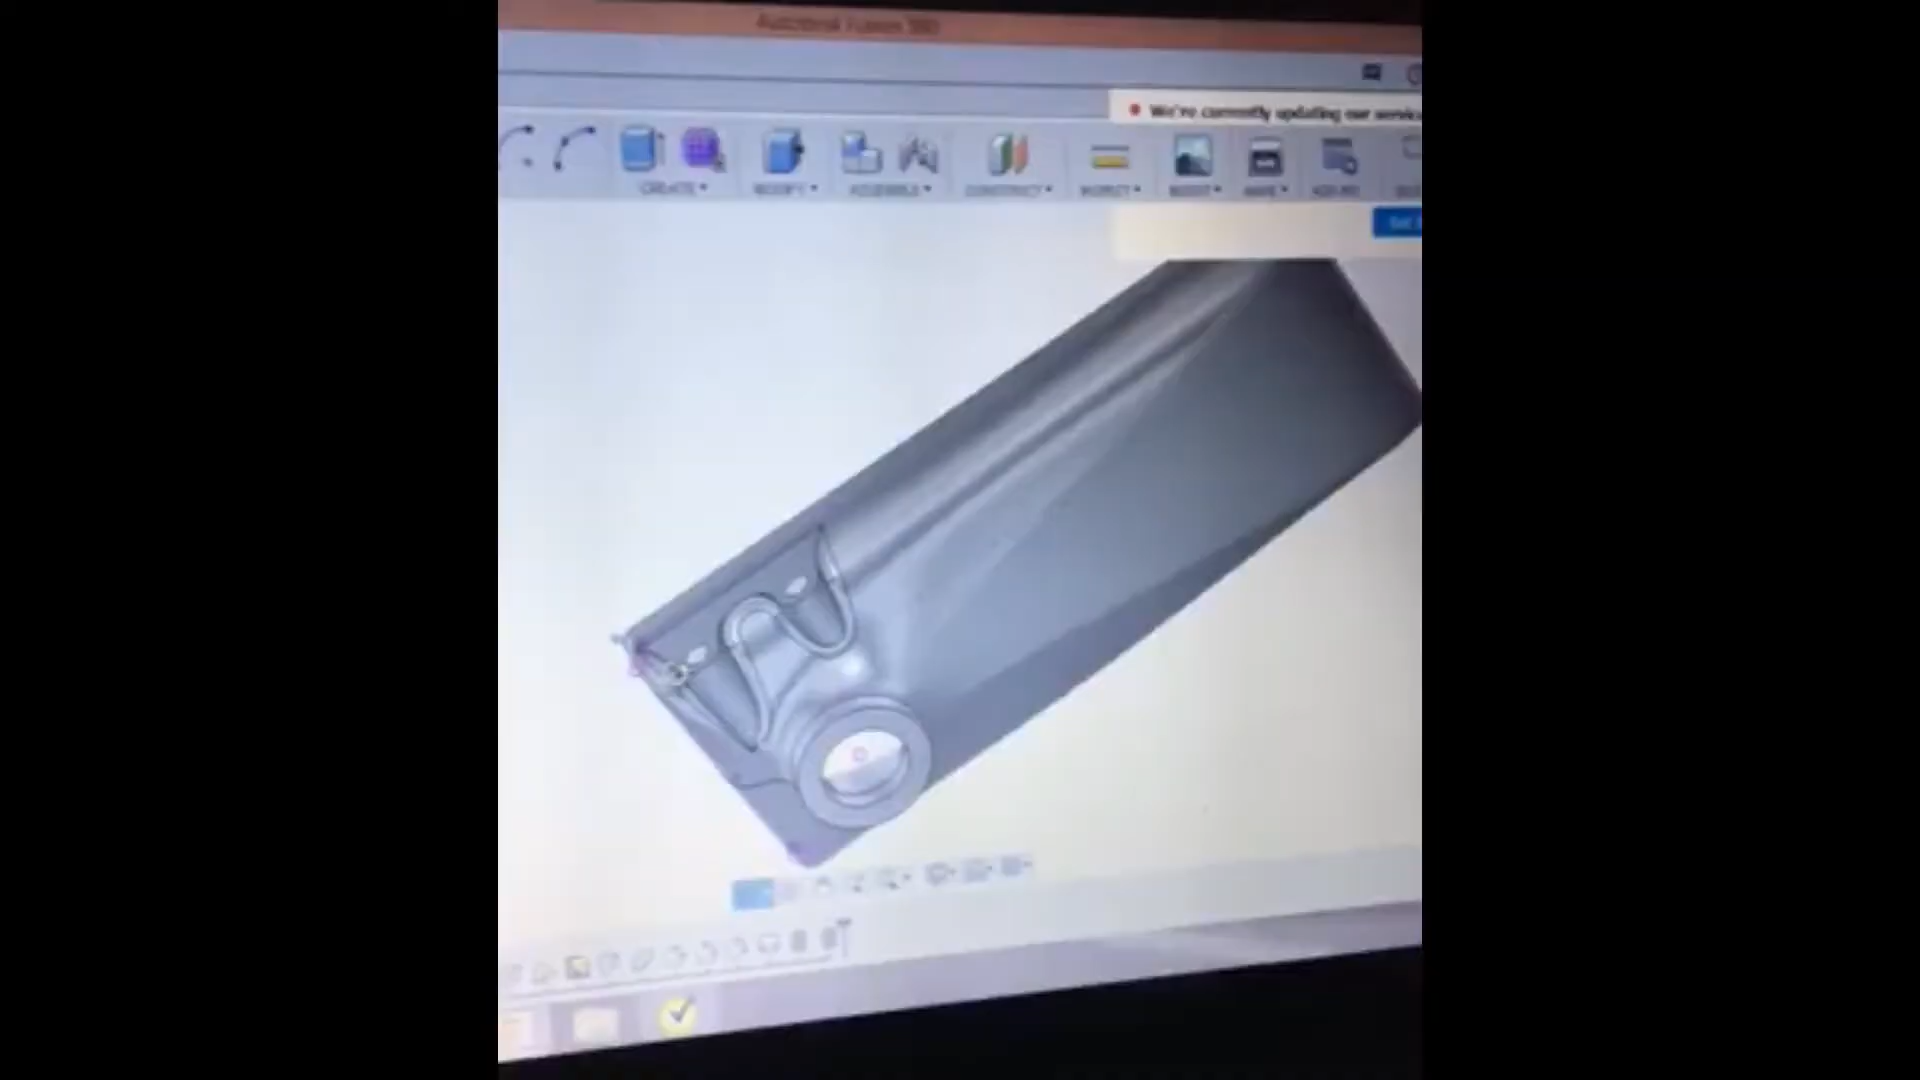 Autodesk Fusion 360
We're currently updating our service
CREATE MODIFY ASSEMBLE CONSTRUCT INSPECT INSERT MAKE ADD-INS